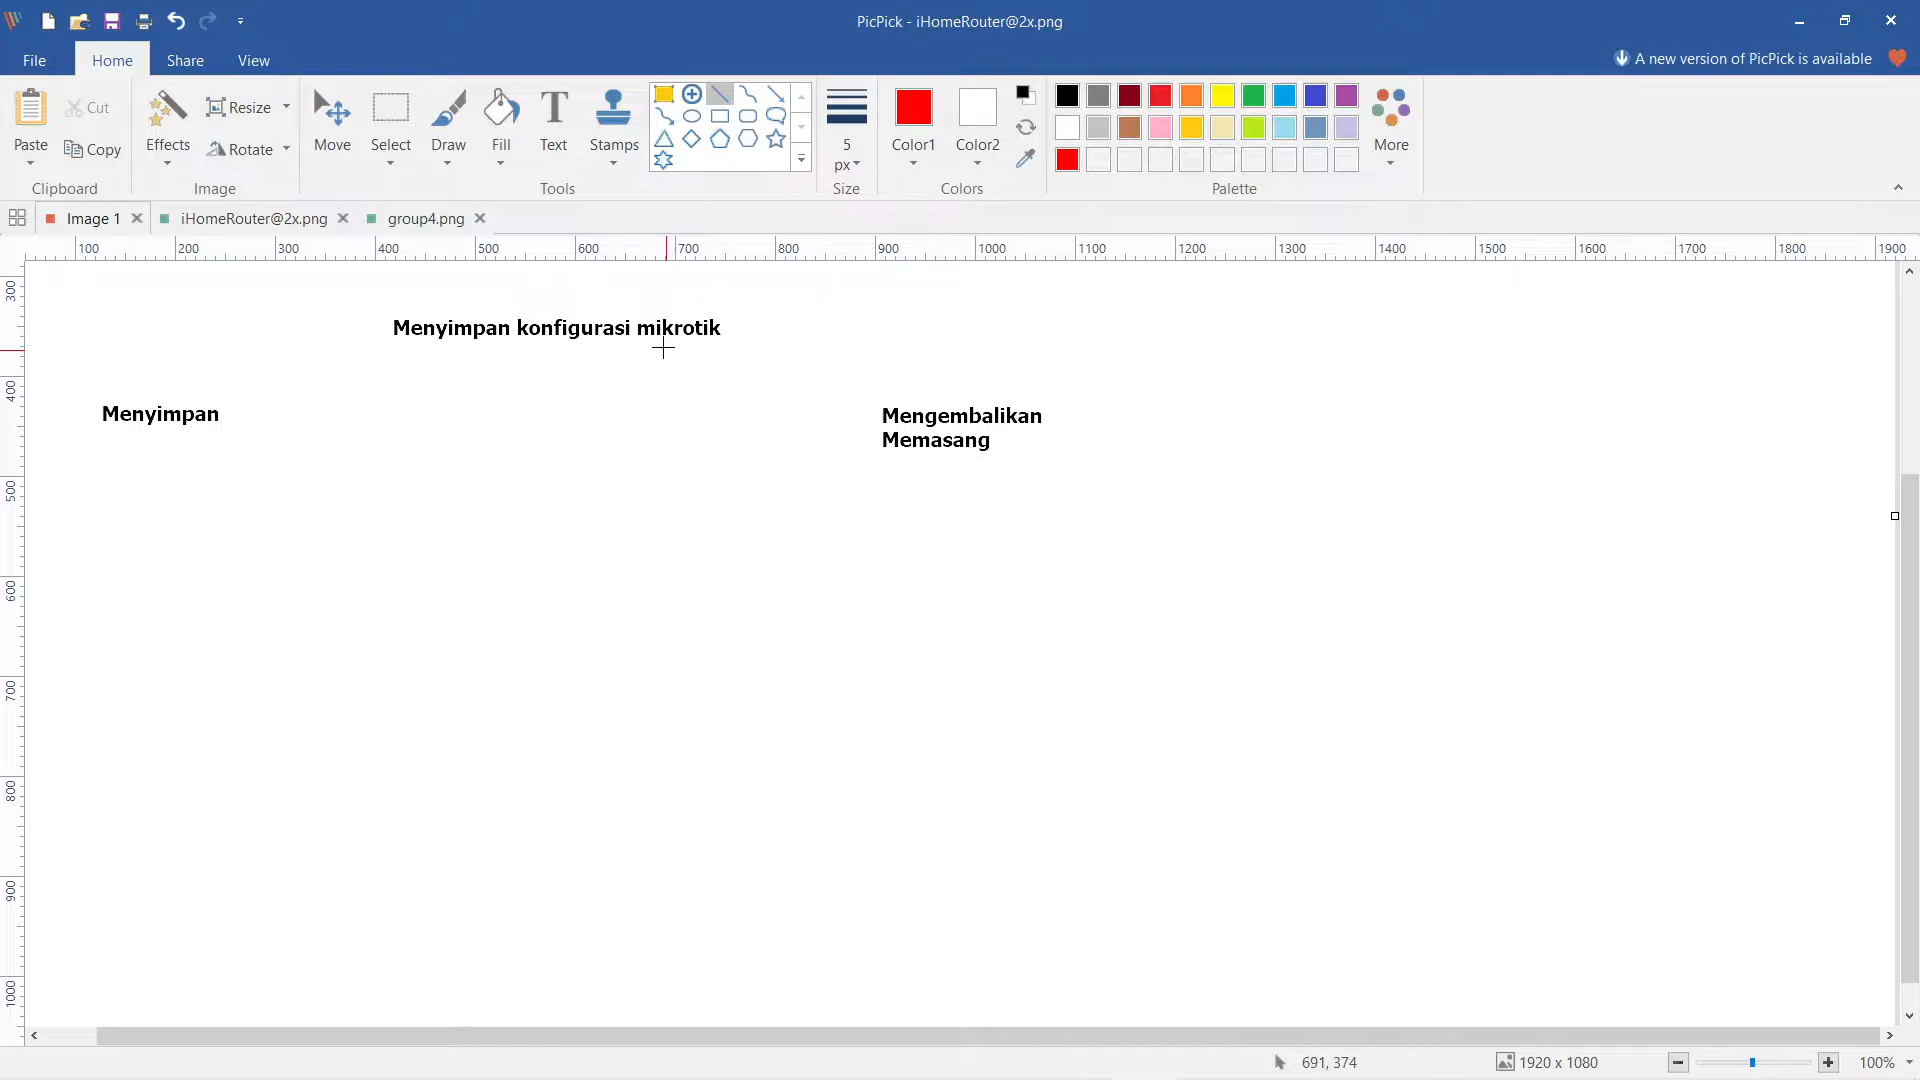 PicPick - iHomeRouter@2x.png
File Home Share View
A new version of PicPick is available
Paste
Cut
Copy
Clipboard
Effects
Resize
Rotate
Image
Move
Select
Draw
Fill
Text
Stamps
Tools
5
px
Size
Color1
Color2
Colors
Palette
More
Image 1
iHomeRouter@2x.png
group4.png
100 200 300 400 500 600 700 800 900 1000 1100 1200 1300 1400 1500 1600 1700 1800 1900
300
400
500
600
700
800
900
1000
Menyimpan konfigurasi mikrotik
Menyimpan
Mengembalikan
Memasang
691, 374
1920 x 1080
100%